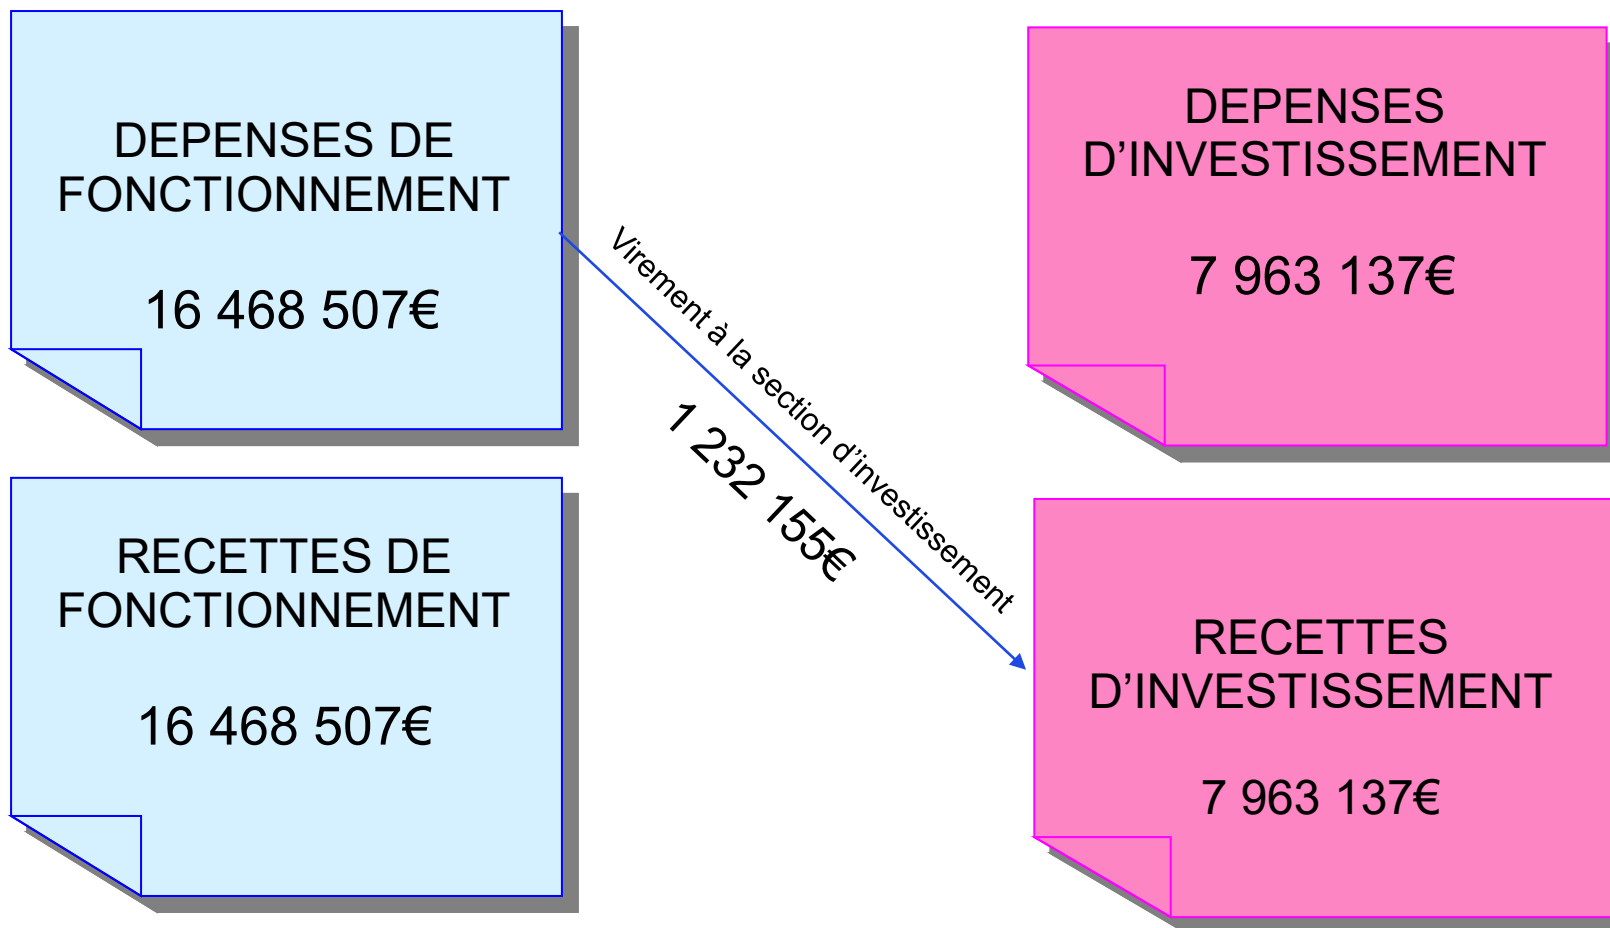 DEPENSES DE
FONCTIONNEMENT
16 468 507€
RECETTES DE
FONCTIONNEMENT
16 468 507€
Virement à la section d’investissement
1 232 155€
DEPENSES
D’INVESTISSEMENT
7 963 137€
RECETTES
D’INVESTISSEMENT
7 963 137€